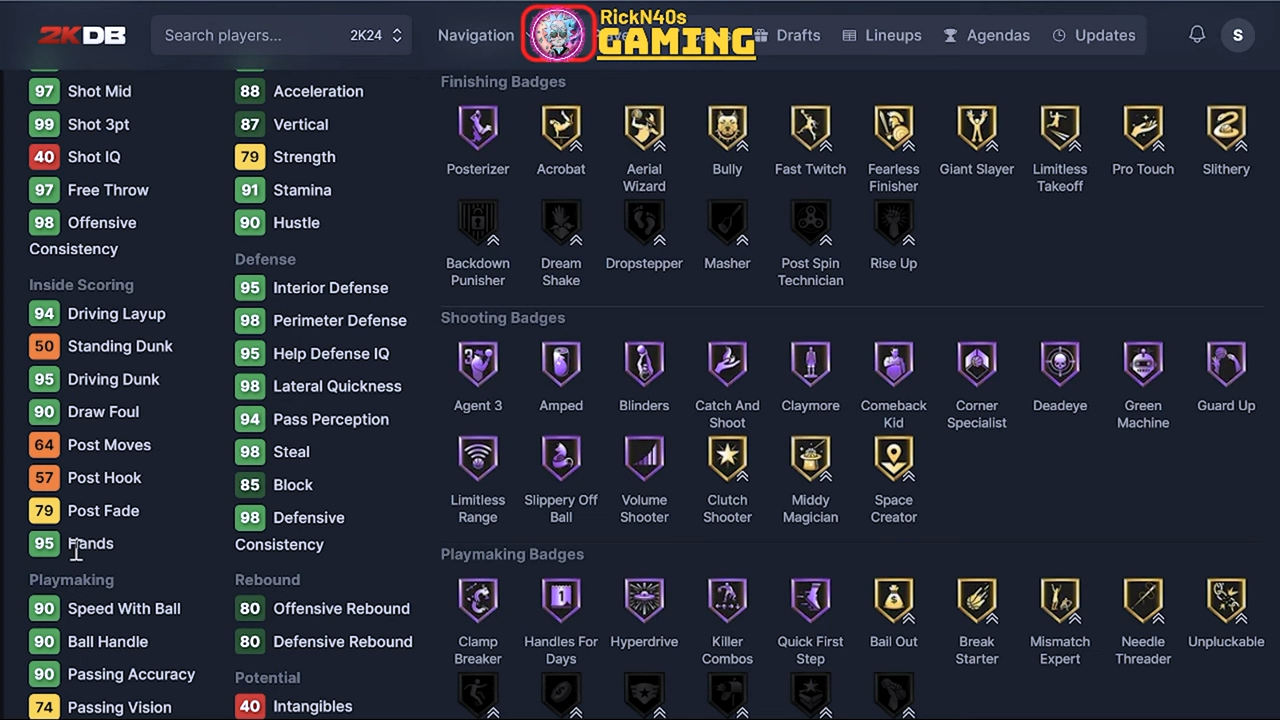 2KDB
Search players...
2K24
Navigation
RickN40s
GAMING
Drafts
Lineups
Agendas
Updates
S
97 Shot Mid
99 Shot 3pt
40 Shot IQ
97 Free Throw
98 Offensive
Consistency
Inside Scoring
94 Driving Layup
50 Standing Dunk
95 Driving Dunk
90 Draw Foul
64 Post Moves
57 Post Hook
79 Post Fade
95 Hands
Playmaking
90 Speed With Ball
90 Ball Handle
90 Passing Accuracy
74 Passing Vision
88 Acceleration
87 Vertical
79 Strength
91 Stamina
90 Hustle
Defense
95 Interior Defense
98 Perimeter Defense
95 Help Defense IQ
98 Lateral Quickness
94 Pass Perception
98 Steal
85 Block
98 Defensive
Consistency
Rebound
80 Offensive Rebound
80 Defensive Rebound
Potential
40 Intangibles
Finishing Badges
Posterizer
Acrobat
Aerial
Wizard
Bully
Fast Twitch
Fearless
Finisher
Giant Slayer
Limitless
Takeoff
Pro Touch
Slithery
Backdown
Punisher
Dream
Shake
Dropstepper
Masher
Post Spin
Technician
Rise Up
Shooting Badges
3
Agent 3
Amped
Blinders
Catch And
Shoot
Claymore
Comeback
Kid
Corner
Specialist
Deadeye
Green
Machine
Guard Up
Limitless
Range
Slippery Off
Ball
Volume
Shooter
Clutch
Shooter
Middy
Magician
Space
Creator
Playmaking Badges
1
Clamp
Breaker
Handles For
Days
Hyperdrive
Killer
Combos
Quick First
Step
Bail Out
Break
Starter
Mismatch
Expert
Needle
Threader
Unpluckable